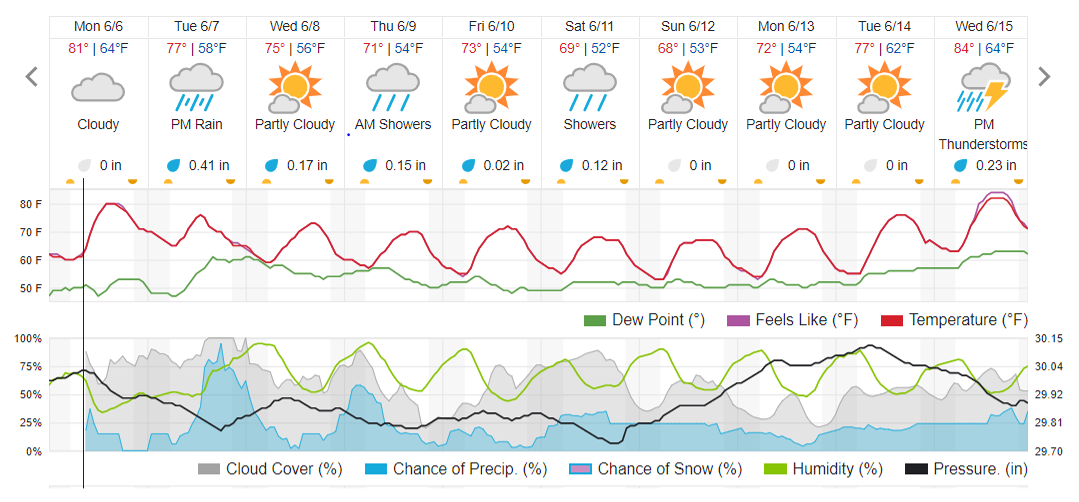 Mon 6/6 Tue 6/7 Wed 6/8 Thu 6/9 Fri 6/10 Sat 6/11 Sun 6/12 Mon 6/13 Tue 6/14 Wed 6/15
81° | 64°F 77° | 58°F 75° | 56°F 71° | 54°F 73° | 54°F 69° | 52°F 68° | 53°F 72° | 54°F 77° | 62°F 84° | 64°F
Cloudy PM Rain Partly Cloudy AM Showers Partly Cloudy Showers Partly Cloudy Partly Cloudy Partly Cloudy PM
Thunderstorms
0 in 0.41 in 0.17 in 0.15 in 0.02 in 0.12 in 0 in 0 in 0 in 0.23 in
80 F
70 F
60 F
50 F
Dew Point (°) Feels Like (°F) Temperature (°F)
100% 30.15
75% 30.04
50% 29.92
25% 29.81
0% 29.70
Cloud Cover (%) Chance of Precip. (%) Chance of Snow (%) Humidity (%) Pressure. (in)